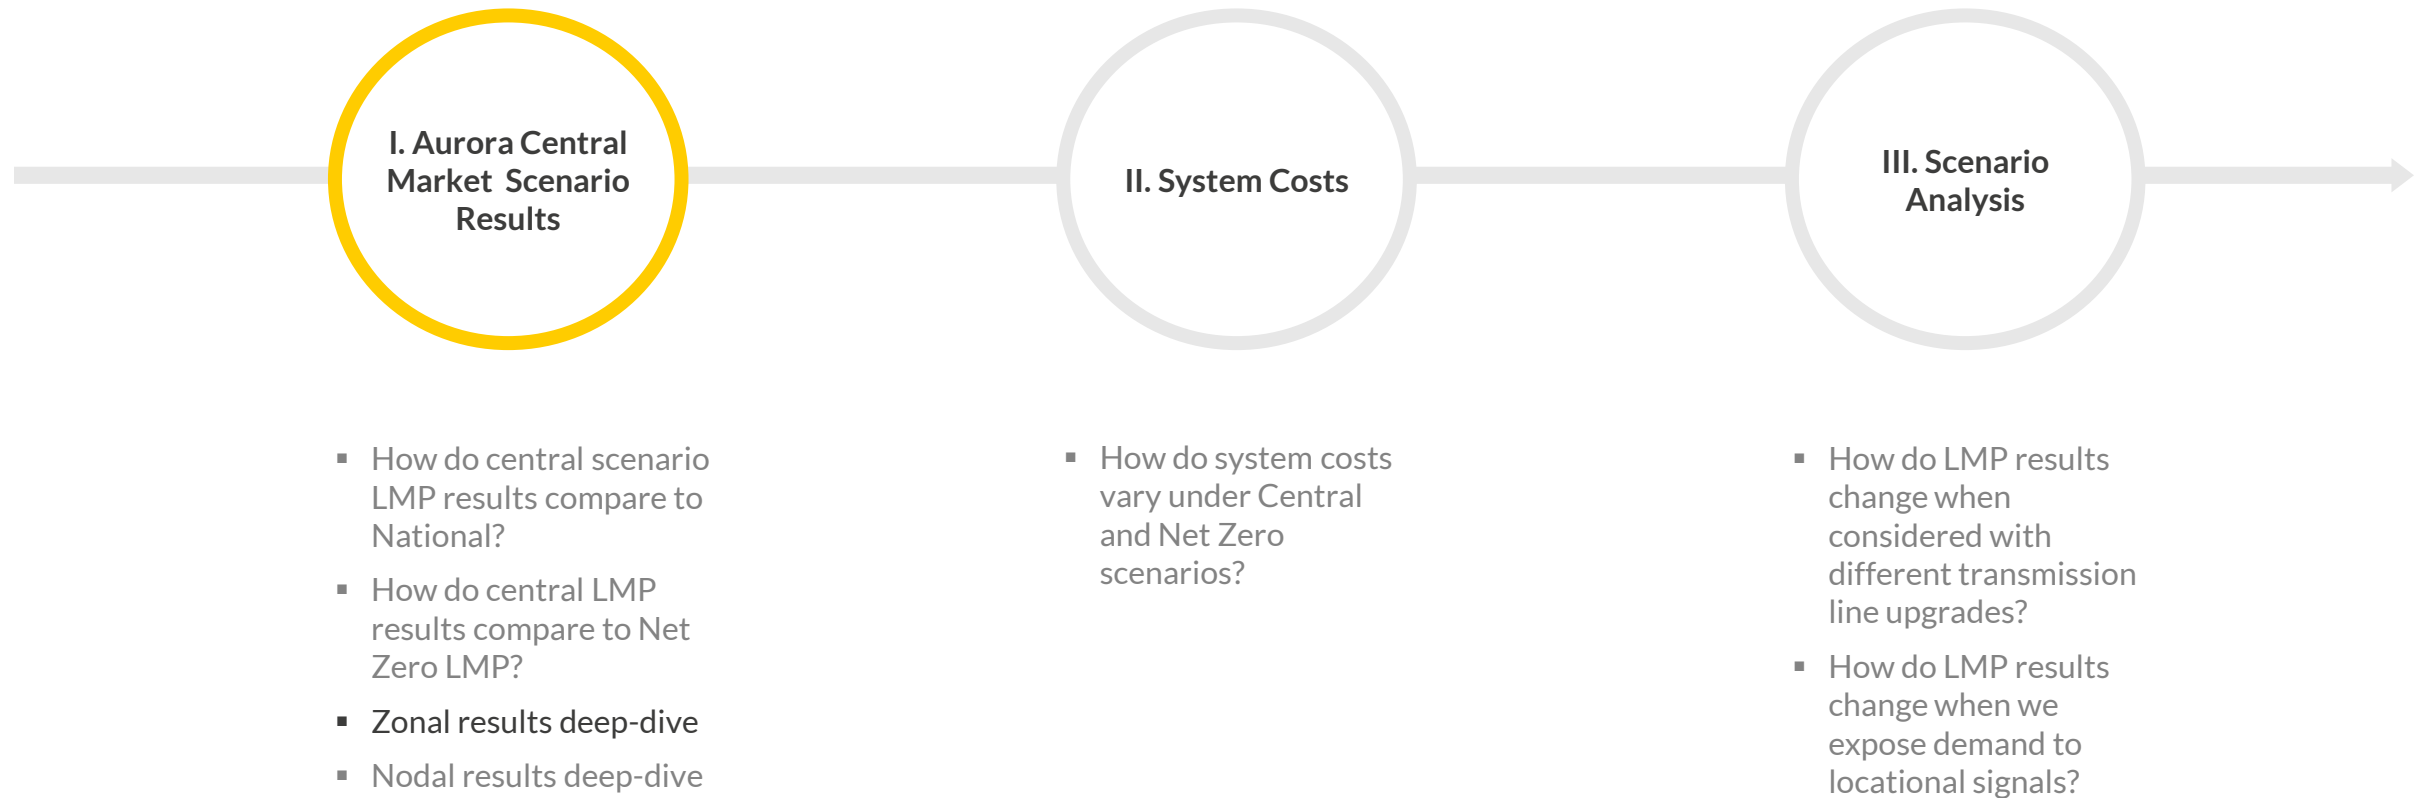 I. Aurora Central
Market Scenario
Results
II. System Costs
III. Scenario
Analysis
▪ How do central scenario
LMP results compare to
National?
▪ How do central LMP
results compare to Net
Zero LMP?
▪ Zonal results deep-dive
▪ Nodal results deep-dive
▪ How do system costs
vary under Central
and Net Zero
scenarios?
▪ How do LMP results
change when
considered with
different transmission
line upgrades?
▪ How do LMP results
change when we
expose demand to
locational signals?